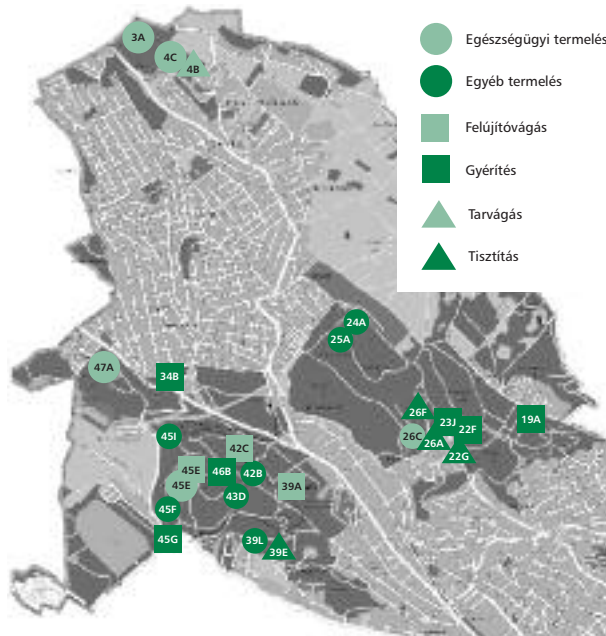 3A
4C
4B
Egészségügyi termelés
Egyéb termelés
Felújítóvágás
Gyérítés
Tarvágás
Tisztítás
24A
25A
47A
34B
26F
23J
19A
22F
26C
26A
22G
45I
42C
45E
46B
42B
45E
39A
43D
45F
45G
39L
39E